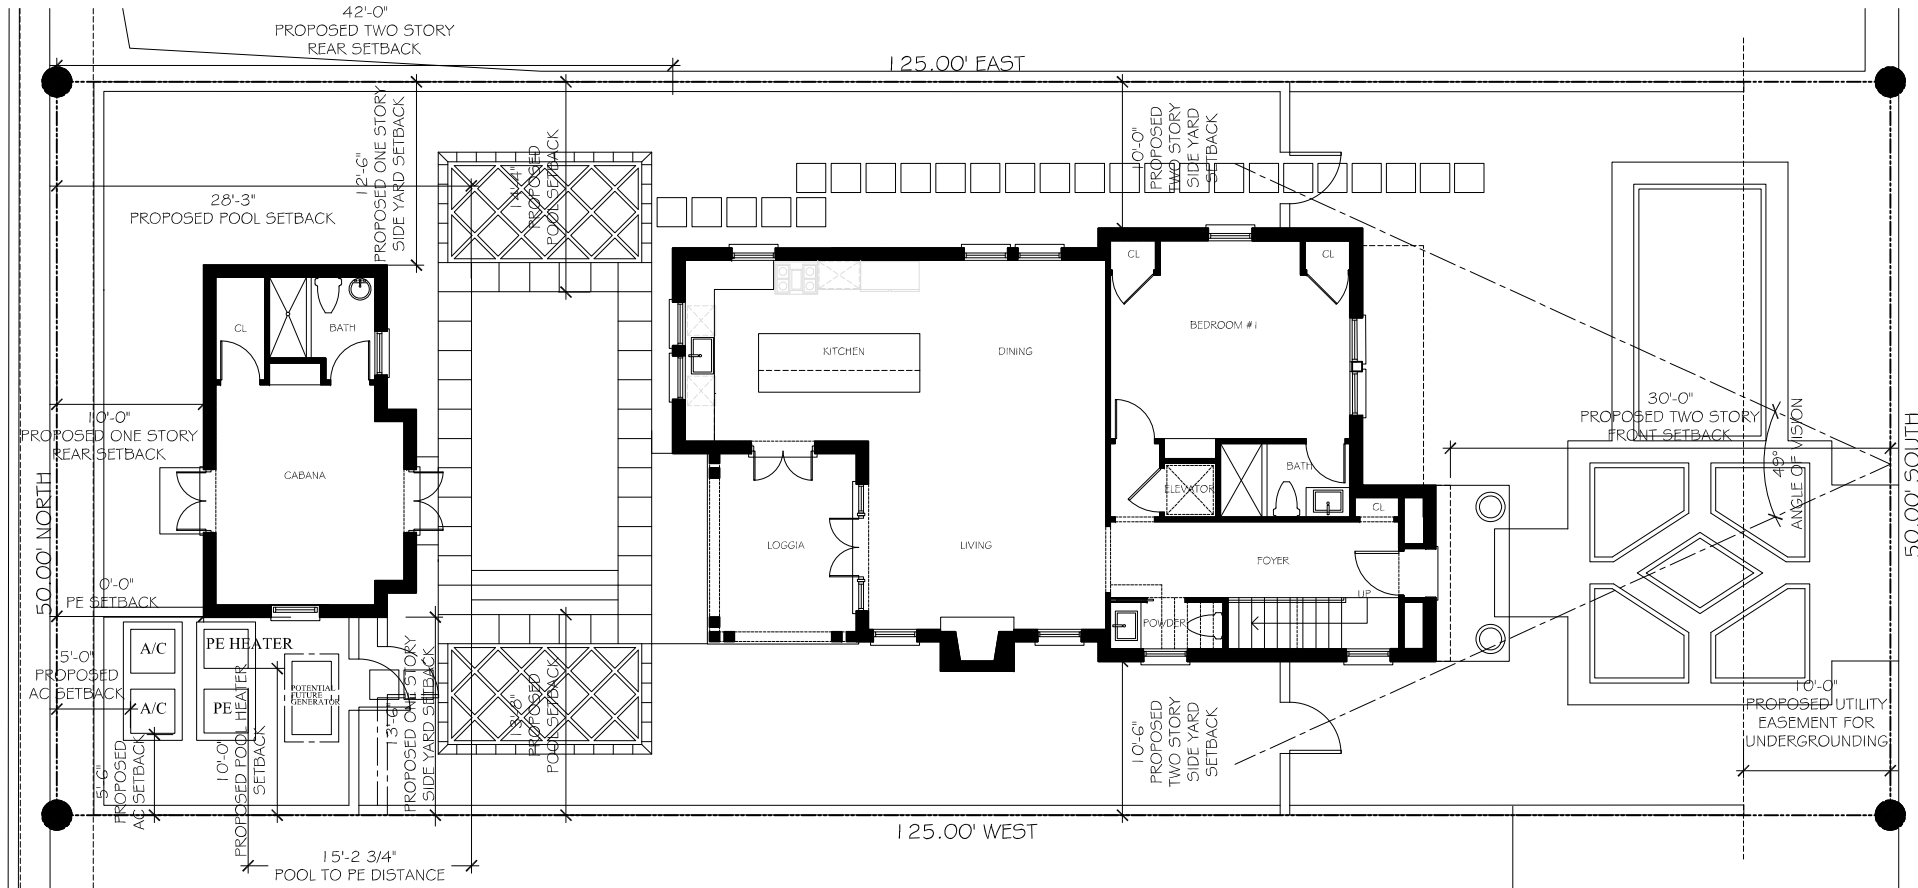 42'-0"
PROPOSED TWO STORY
REAR SETBACK
125.00' EAST
12'-6"
PROPOSED ONE STORY
SIDE YARD SETBACK
PROPOSED
POOL SETBACK
10'-0"
PROPOSED
TWO STORY
SIDE YARD
SETBACK
28'-3"
PROPOSED POOL SETBACK
CL
BATH
CL
CL
BEDROOM #1
KITCHEN
DINING
10'-0"
PROPOSED ONE STORY
REAR SETBACK
30'-0"
PROPOSED TWO STORY
FRONT SETBACK
49°
ANGLE OF VISION
50.00' SOUTH
50.00' NORTH
CABANA
BATH
ELEVATOR
CL
LOGGIA
LIVING
FOYER
UP
POWDER
0'-0"
PE SETBACK
A/C
PE HEATER
5'-0"
PROPOSED
AC SETBACK
A/C
PE
POTENTIAL
FUTURE
GENERATOR
5'-6"
PROPOSED
AC SETBACK
10'-0"
PROPOSED POOL HEATER
SETBACK
13'-6"
PROPOSED ONE STORY
SIDE YARD SETBACK
13'-8"
PROPOSED
POOL SETBACK
10'-6"
PROPOSED
TWO STORY
SIDE YARD
SETBACK
10'-0"
PROPOSED UTILITY
EASEMENT FOR
UNDERGROUNDING
125.00' WEST
15'-2 3/4"
POOL TO PE DISTANCE